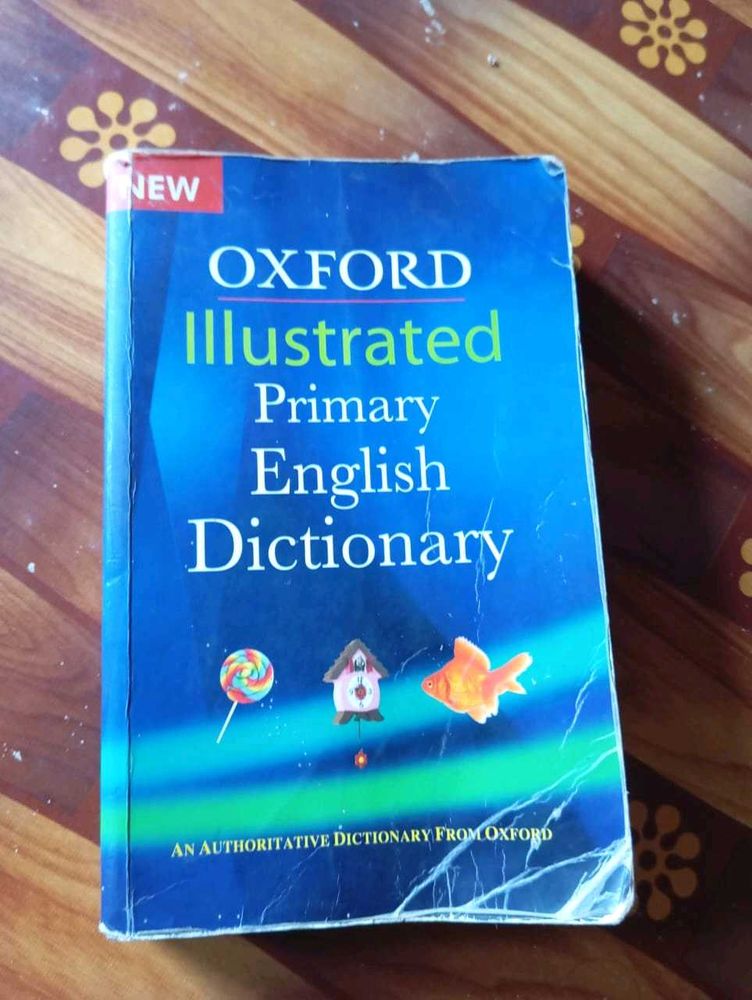 NEW
OXFORD
Illustrated
Primary
English
Dictionary
AN AUTHORITATIVE DICTIONARY FROM OXFORD